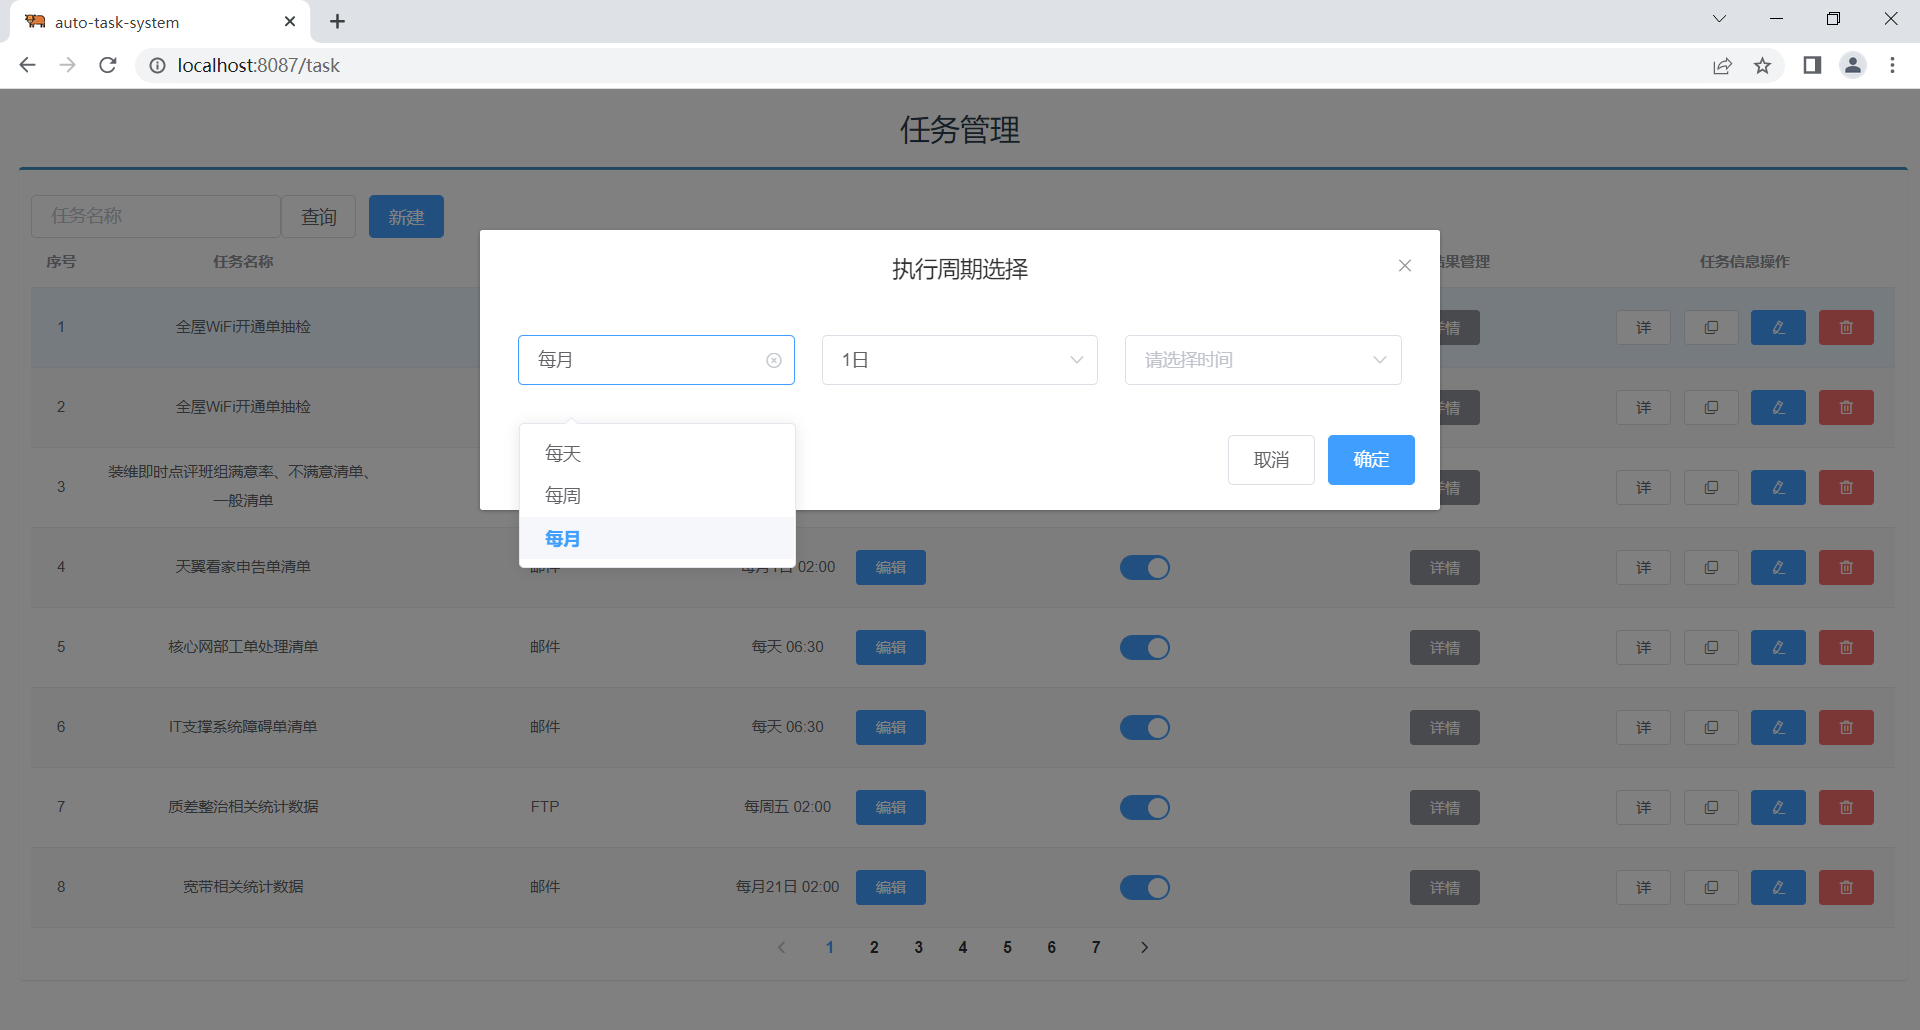 auto-task-system
localhost:8087/task
任务管理
任务名称 查询 新建
执行周期选择
序号 任务名称 果管理 任务信息操作
1 全屋WiFi开通单抽检 情 详
每月 1日 请选择时间
2 全屋WiFi开通单抽检 情 详
每天
取消 确定
每周
每月
3 装维即时点评班组满意率、不满意清单、 情 详
一般清单
4 天翼看家申告单清单 邮件 每月1日 02:00 编辑 详情 详
5 核心网部工单处理清单 邮件 每天 06:30 编辑 详情 详
6 IT支撑系统障碍单清单 邮件 每天 06:30 编辑 详情 详
7 质差整治相关统计数据 FTP 每周五 02:00 编辑 详情 详
8 宽带相关统计数据 邮件 每月21日 02:00 编辑 详情 详
1 2 3 4 5 6 7